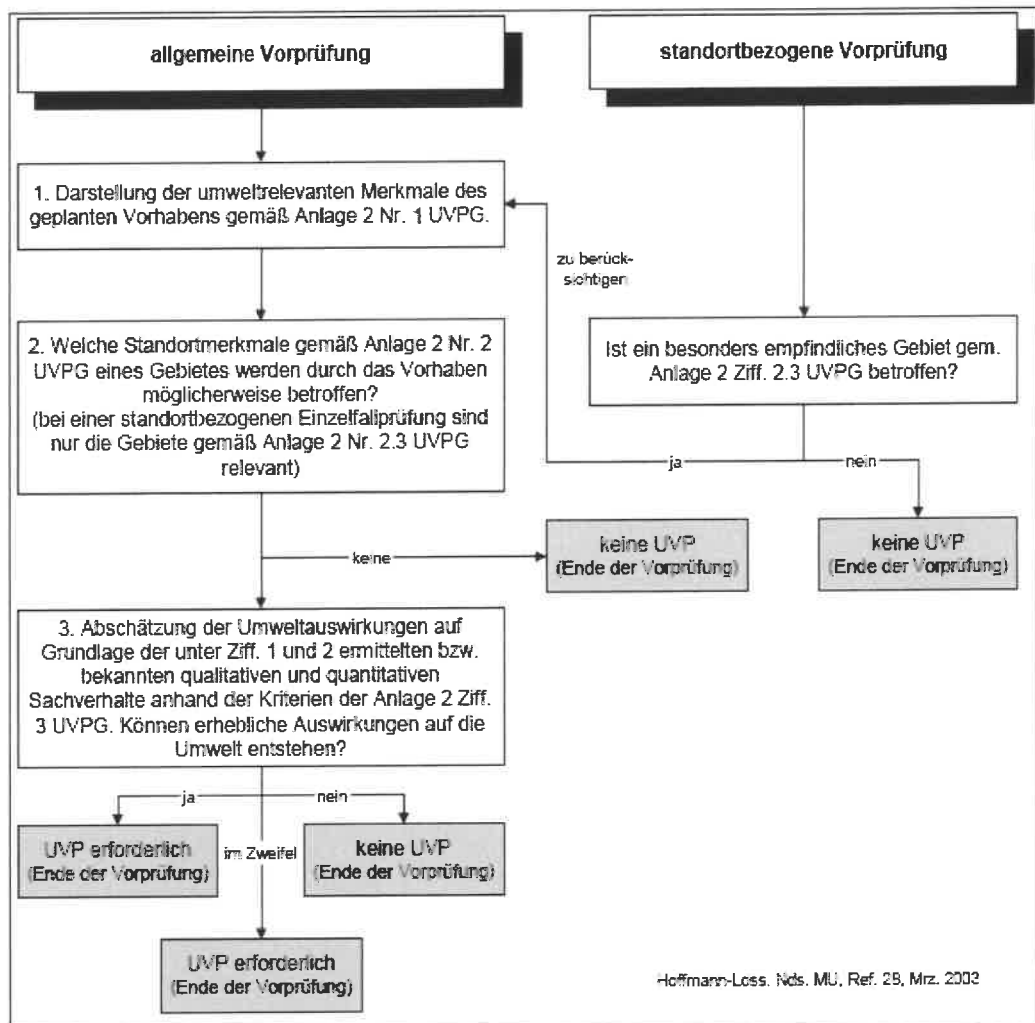 allgemeine Vorprüfung
standortbezogene Vorprüfung
1. Darstellung der umweltrelevanten Merkmale des
geplanten Vorhabens gemäß Anlage 2 Nr. 1 UVPG.
zu berück-
sichtigen
2. Welche Standortmerkmale gemäß Anlage 2 Nr. 2
UVPG eines Gebietes werden durch das Vorhaben
möglicherweise betroffen?
(bei einer standortbezogenen Einzelfallprüfung sind
nur die Gebiete gemäß Anlage 2 Nr. 2.3 UVPG
relevant)
Ist ein besonders empfindliches Gebiet gem.
Anlage 2 Ziff. 2.3 UVPG betroffen?
ja
nein
keine
keine UVP
(Ende der Vorprüfung)
keine UVP
(Ende der Vorprüfung)
3. Abschätzung der Umweltauswirkungen auf
Grundlage der unter Ziff. 1 und 2 ermittelten bzw.
bekannten qualitativen und quantitativen
Sachverhalte anhand der Kriterien der Anlage 2 Ziff.
3 UVPG. Können erhebliche Auswirkungen auf die
Umwelt entstehen?
ja
nein
UVP erforderlich
(Ende der Vorprüfung)
im Zweifel
keine UVP
(Ende der Vorprüfung)
UVP erforderlich
(Ende der Vorprüfung)
Hoffmann-Loss, Nds. MU, Ref. 28, Mrz. 2003